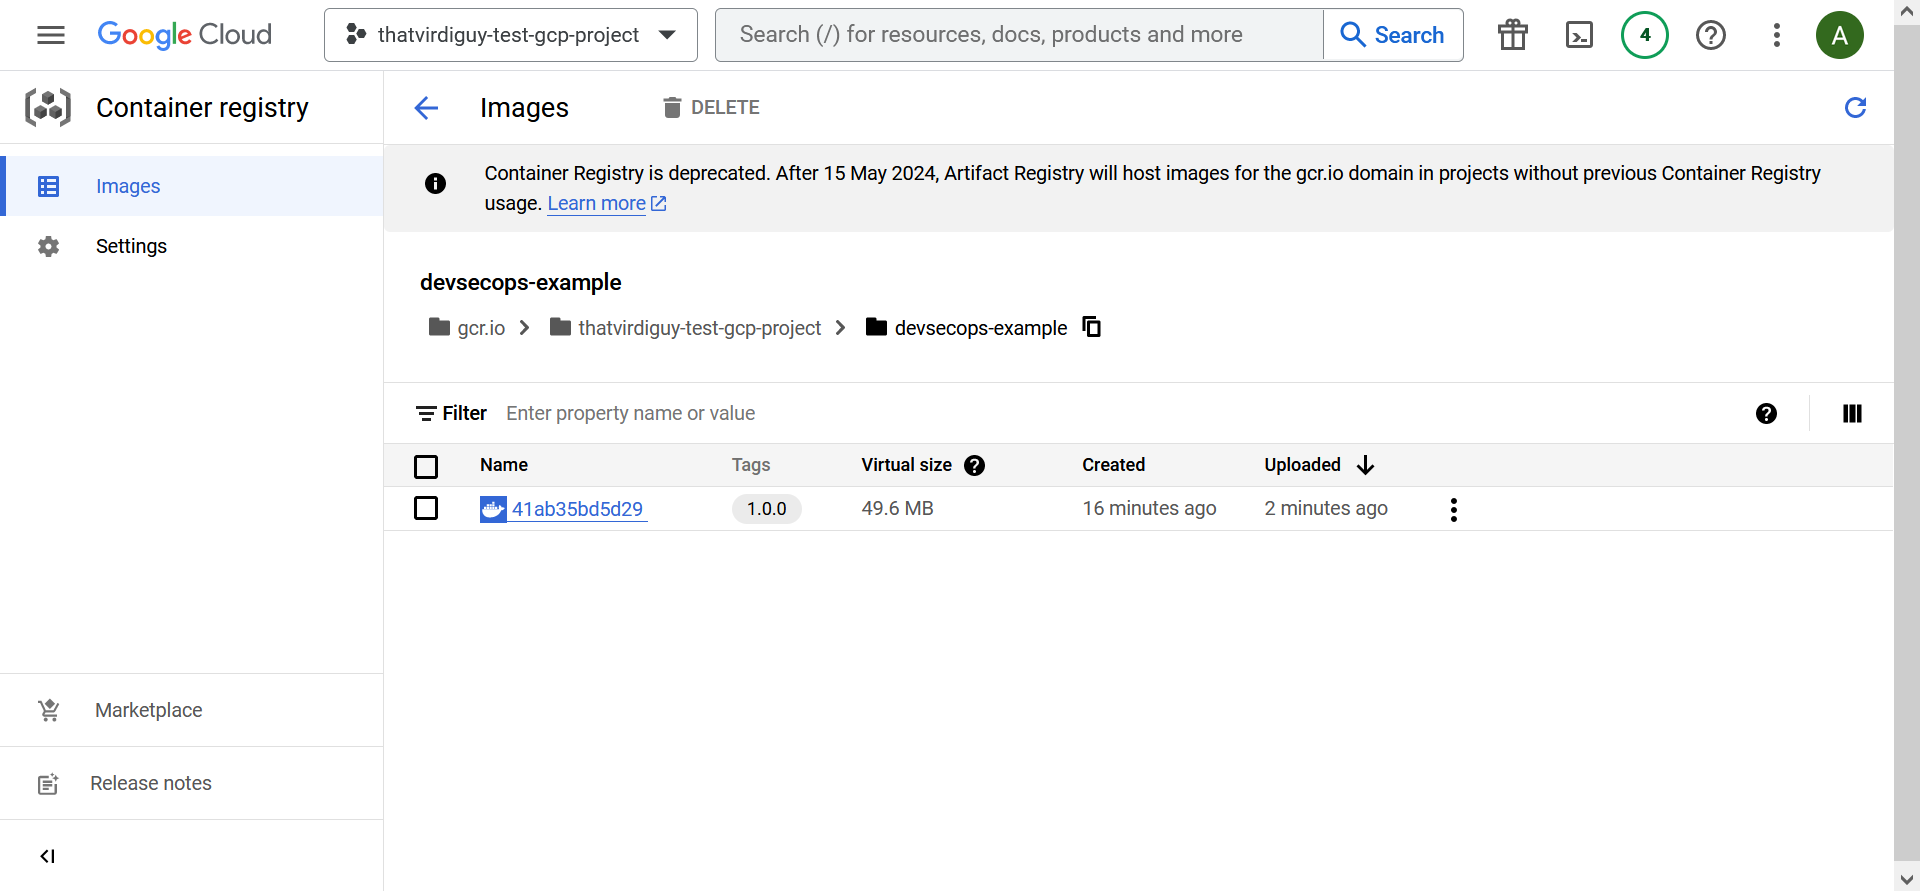 Google Cloud
thatvirdiguy-test-gcp-project
Search (/) for resources, docs, products and more
Search
4
A
Container registry
Images
DELETE
Images
Settings
Container Registry is deprecated. After 15 May 2024, Artifact Registry will host images for the gcr.io domain in projects without previous Container Registry
usage. Learn more
devsecops-example
gcr.io thatvirdiguy-test-gcp-project devsecops-example
Filter Enter property name or value
Name Tags Virtual size Created Uploaded
41ab35bd5d29 1.0.0 49.6 MB 16 minutes ago 2 minutes ago
Marketplace
Release notes